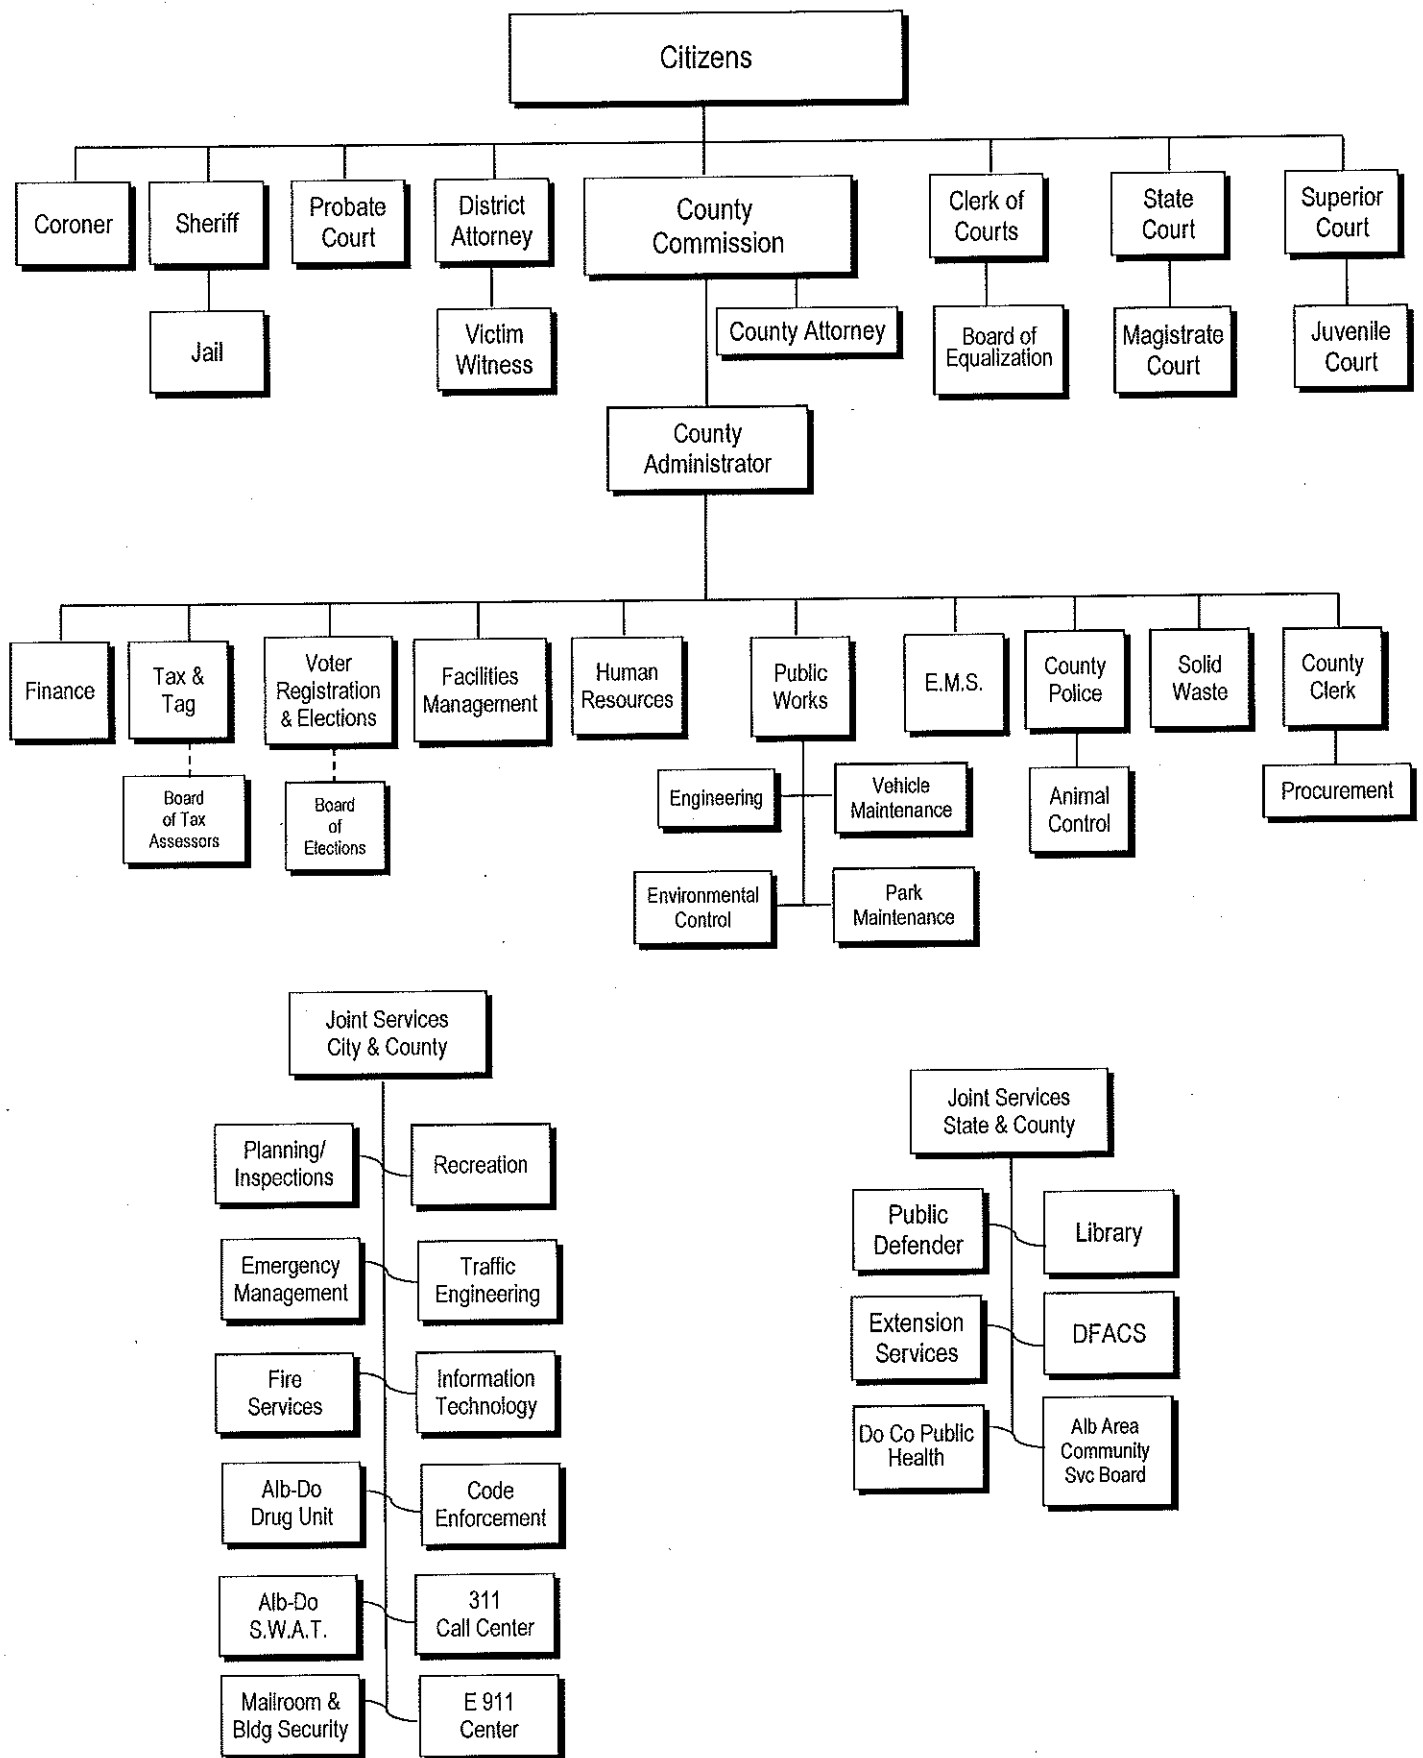 Citizens
Coroner
Sheriff
Probate
Court
District
Attorney
County
Commission
Clerk of
Courts
State
Court
Superior
Court
Jail
Victim
Witness
County Attorney
Board of
Equalization
Magistrate
Court
Juvenile
Court
County
Administrator
Finance
Tax &
Tag
Voter
Registration
& Elections
Facilities
Management
Human
Resources
Public
Works
E.M.S.
County
Police
Solid
Waste
County
Clerk
Board
of Tax
Assessors
Board
of
Elections
Engineering
Vehicle
Maintenance
Animal
Control
Procurement
Environmental
Control
Park
Maintenance
Joint Services
City & County
Planning/
Inspections
Recreation
Emergency
Management
Traffic
Engineering
Fire
Services
Information
Technology
Alb-Do
Drug Unit
Code
Enforcement
Alb-Do
S.W.A.T.
311
Call Center
Mailroom &
Bldg Security
E 911
Center
Joint Services
State & County
Public
Defender
Library
Extension
Services
DFACS
Do Co Public
Health
Alb Area
Community
Svc Board